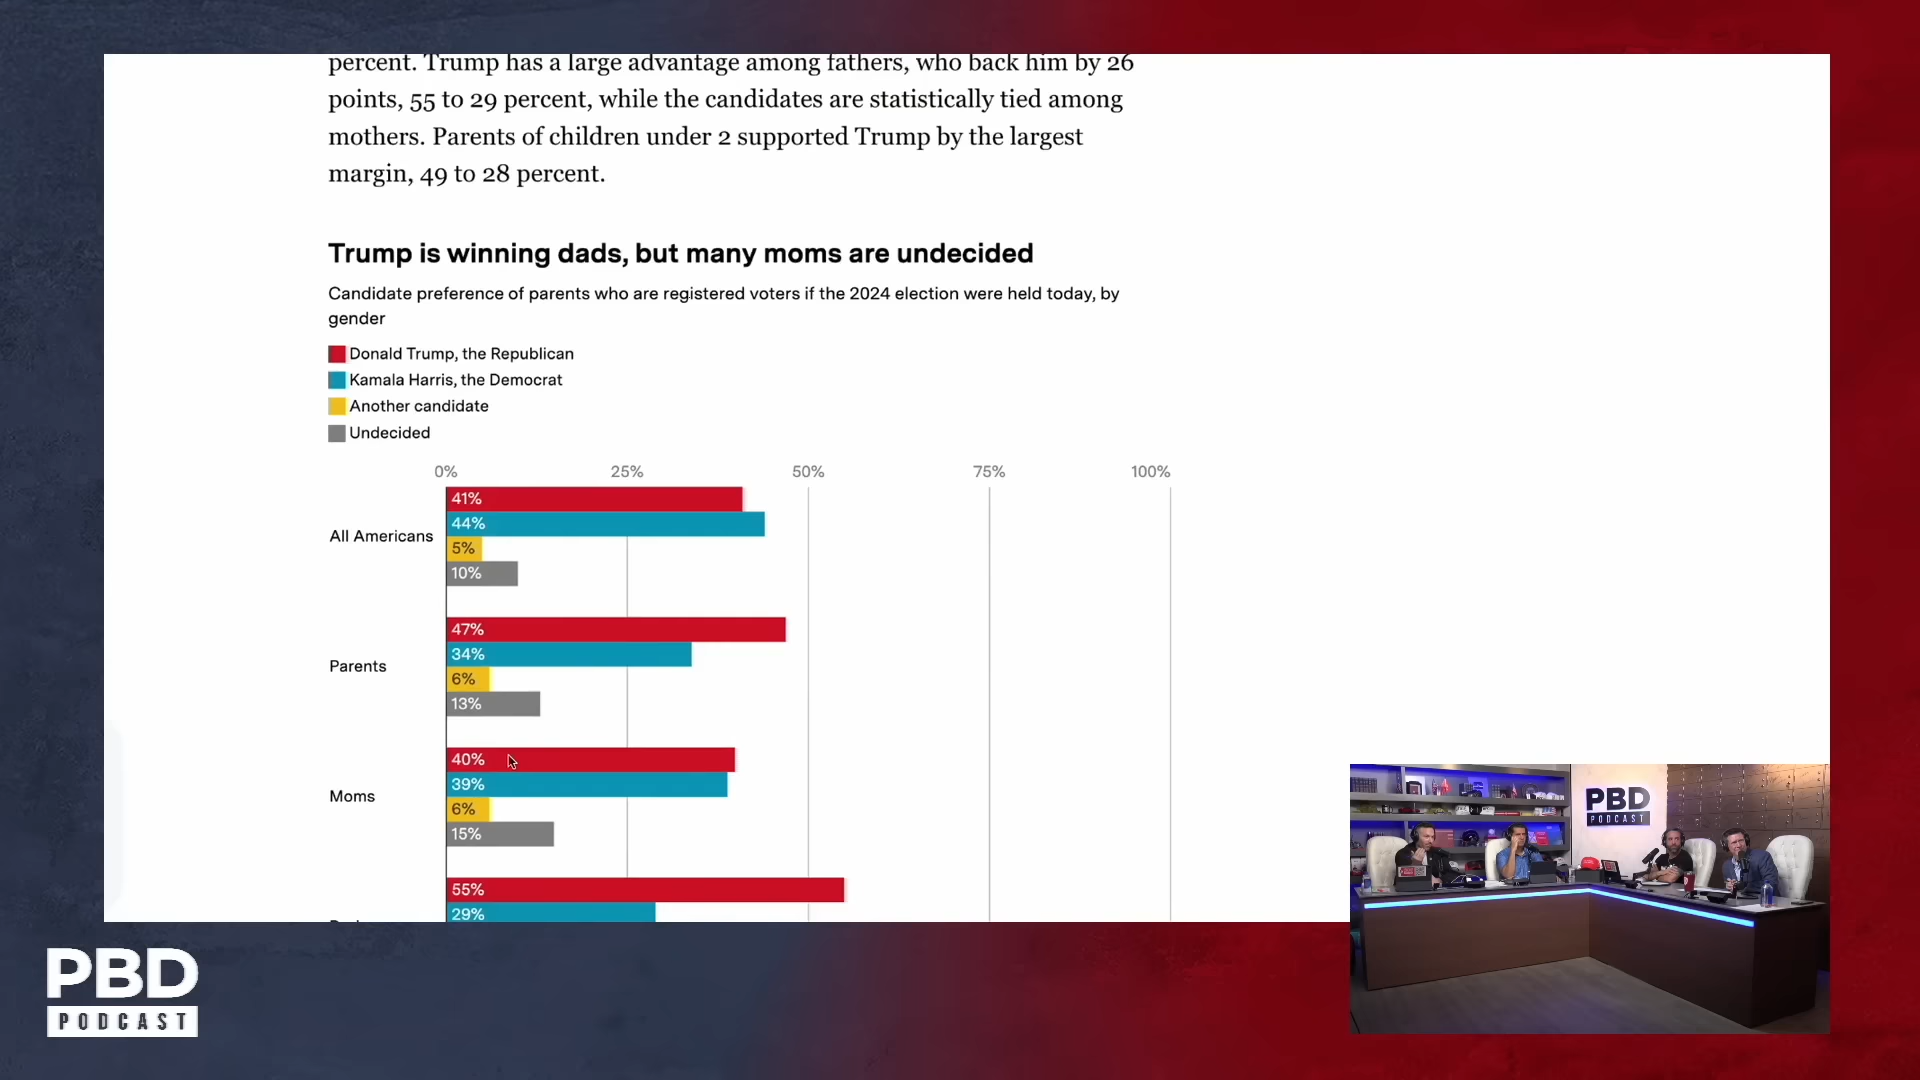 percent. Trump has a large advantage among fathers, who back him by 26
points, 55 to 29 percent, while the candidates are statistically tied among
mothers. Parents of children under 2 supported Trump by the largest
margin, 49 to 28 percent.
Trump is winning dads, but many moms are undecided
Candidate preference of parents who are registered voters if the 2024 election were held today, by
gender
Donald Trump, the Republican
Kamala Harris, the Democrat
Another candidate
Undecided
0% 25% 50% 75% 100%
All Americans
41%
44%
5%
10%
Parents
47%
34%
6%
13%
Moms
40%
39%
6%
15%
55%
29%
PBD
PODCAST
PBD
PODCAST